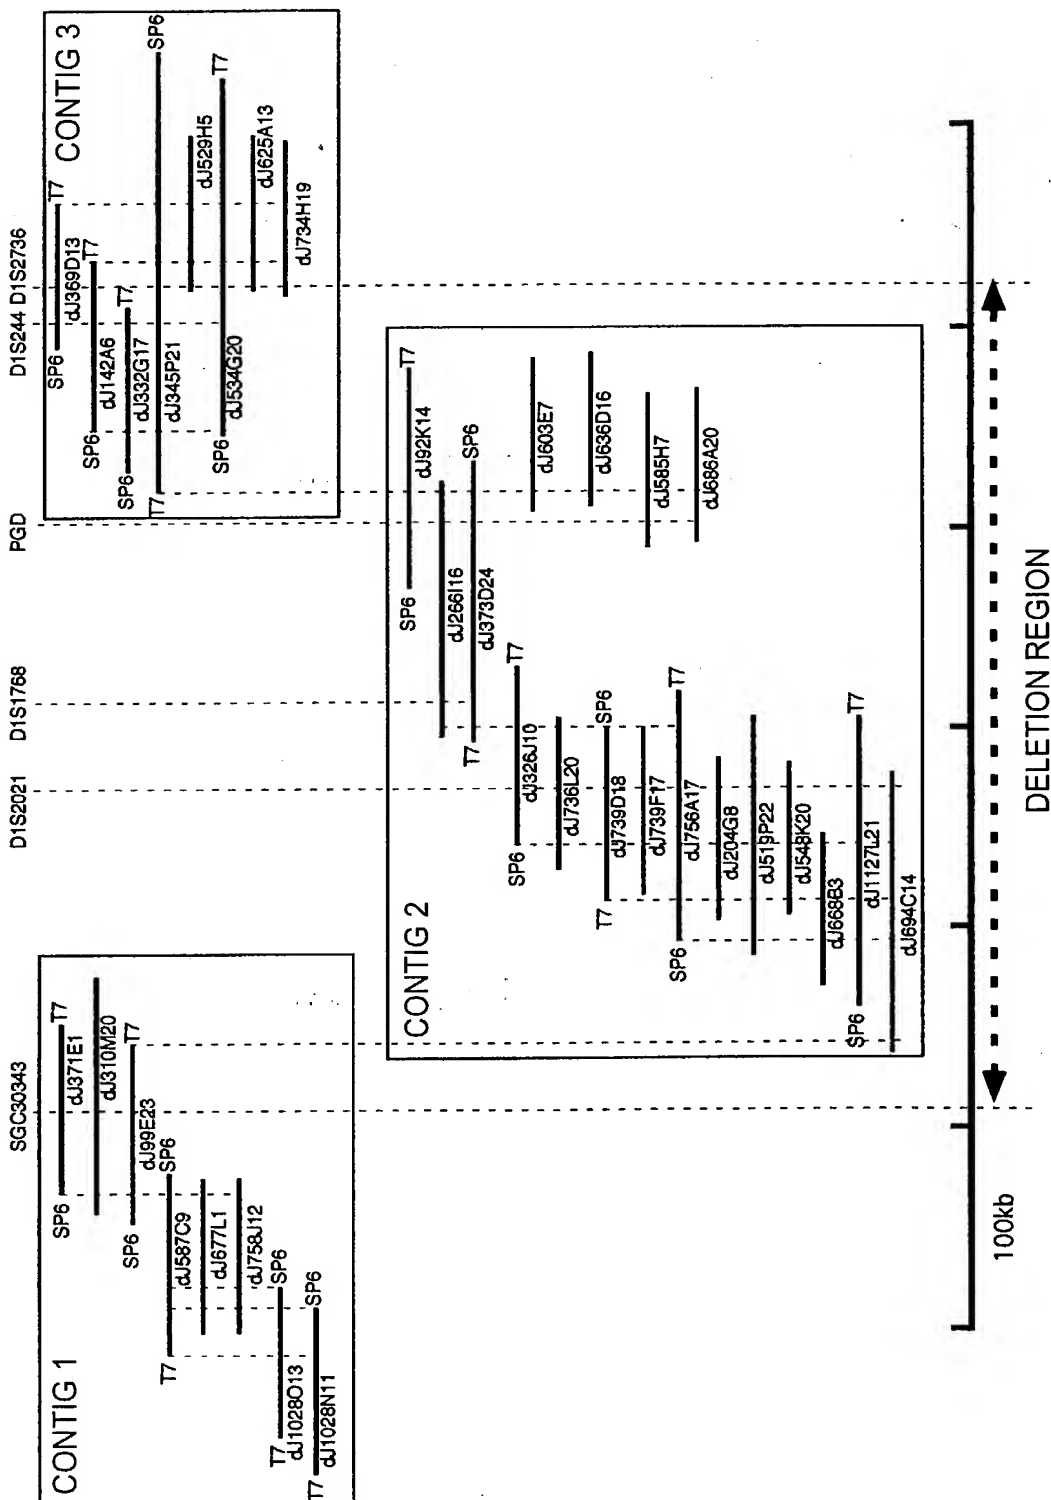 SGC30343
D1S2021
D1S1768
PGD
D1S244
D1S2736
CONTIG 1
SP6
T7
dJ371E1
dJ310M20
SP6
T7
dJ99E23
T7
SP6
dJ587C9
dJ677L1
dJ758J12
T7
SP6
dJ1028O13
T7
SP6
dJ1028N11
CONTIG 2
SP6
T7
dJ92K14
dJ266I16
T7
SP6
dJ373D24
SP6
T7
dJ326J10
dJ736L20
T7
SP6
dJ739D18
dJ739F17
SP6
T7
dJ756A17
dJ204G8
dJ519P22
dJ548K20
dJ668B3
SP6
T7
dJ1127L21
dJ694C14
dJ603E7
dJ636D16
dJ585H7
dJ686A20
CONTIG 3
SP6
T7
dJ369D13
SP6
T7
dJ142A6
SP6
T7
dJ332G17
T7
SP6
dJ345P21
dJ529H5
SP6
T7
dJ534G20
dJ625A13
dJ734H19
100kb
DELETION REGION